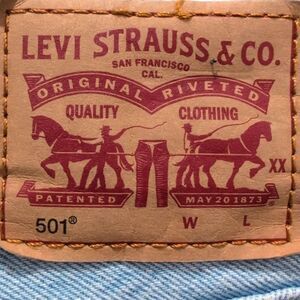 LEVI STRAUSS & CO.
SAN FRANCISCO
CAL.
ORIGINAL RIVETED
QUALITY CLOTHING
XX
PATENTED MAY 20 1873
501® W L